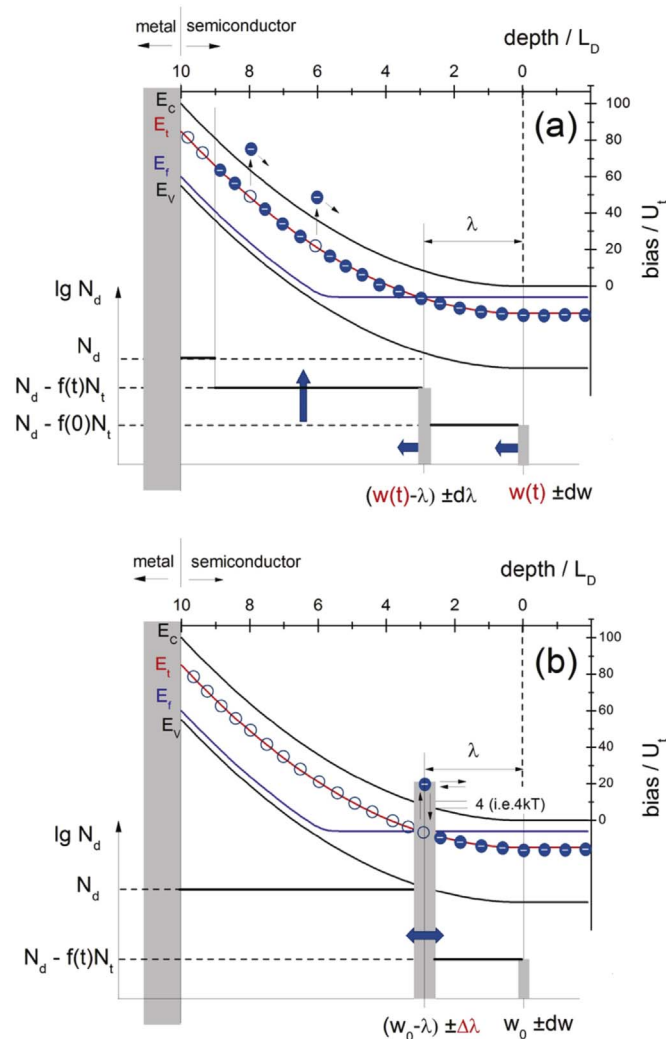 metal
semiconductor
depth / L_D
10 8 6 4 2 0
(a)
E_C
E_t
E_f
E_V
λ
100
80
60
40
20
0
bias / U_t
lg N_d
N_d
N_d - f(t)N_t
N_d - f(0)N_t
(w(t)-λ) ±dλ
w(t) ±dw
metal
semiconductor
depth / L_D
10 8 6 4 2 0
(b)
E_C
E_t
E_f
E_V
λ
4 (i.e.4kT)
100
80
60
40
20
0
bias / U_t
lg N_d
N_d
N_d - f(t)N_t
(w_0-λ) ±Δλ
w_0 ±dw